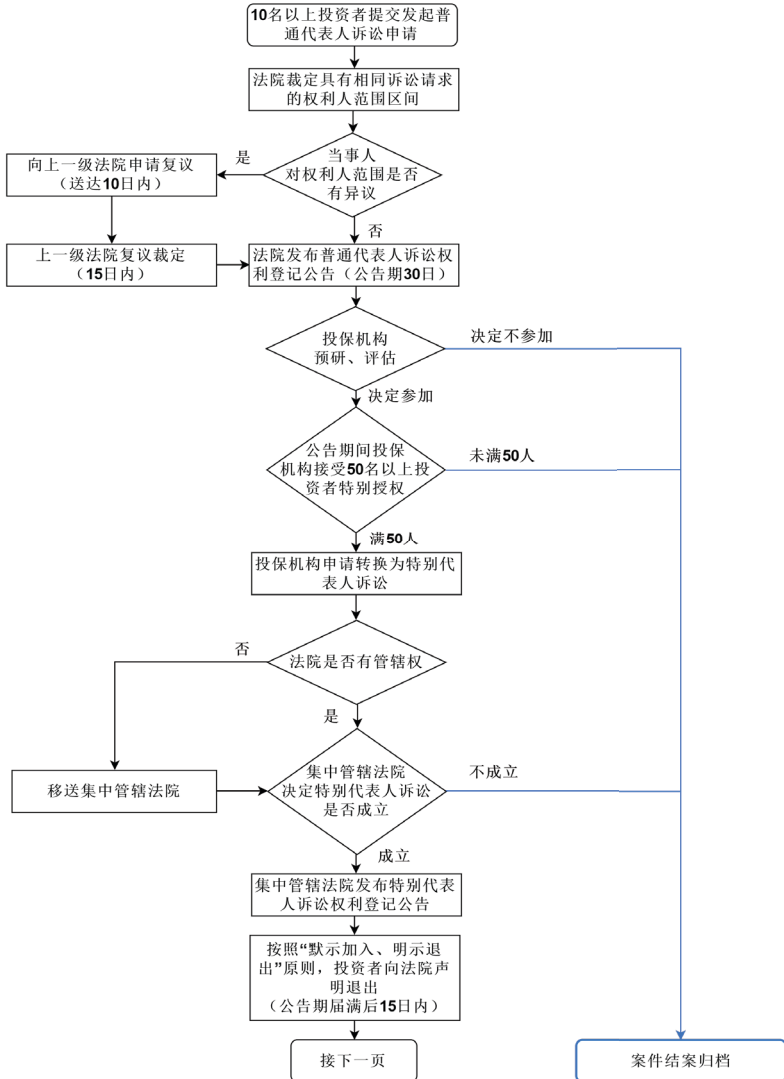 10名以上投资者提交发起普
通代表人诉讼申请
法院裁定具有相同诉讼请求
的权利人范围区间
当事人
对权利人范围是否
有异议
是
向上一级法院申请复议
（送达10日内）
否
上一级法院复议裁定
（15日内）
法院发布普通代表人诉讼权
利登记公告（公告期30日）
投保机构
预研、评估
决定不参加
决定参加
公告期间投保
机构接受50名以上投
资者特别授权
未满50人
满50人
投保机构申请转换为特别代
表人诉讼
法院是否有管辖权
否
是
移送集中管辖法院
集中管辖法院
决定特别代表人诉讼
是否成立
不成立
成立
集中管辖法院发布特别代表
人诉讼权利登记公告
按照“默示加入、明示退
出”原则，投资者向法院声
明退出
（公告期届满后15日内）
接下一页
案件结案归档